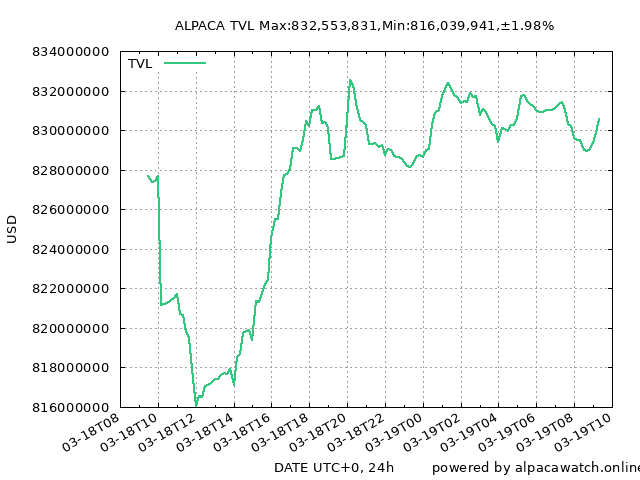 ALPACA TVL Max:832,553,831,Min:816,039,941,±1.98%
834000000
TVL
832000000
830000000
828000000
826000000
824000000
822000000
820000000
818000000
816000000
USD
03-18T08
03-18T10
03-18T12
03-18T14
03-18T16
03-18T18
03-18T20
03-18T22
03-19T00
03-19T02
03-19T04
03-19T06
03-19T08
03-19T10
DATE UTC+0, 24h
powered by alpacawatch.online